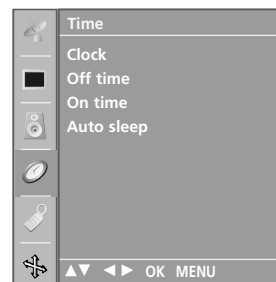 Time
Clock
Off time
On time
Auto sleep
▲▼ ◄► OK MENU